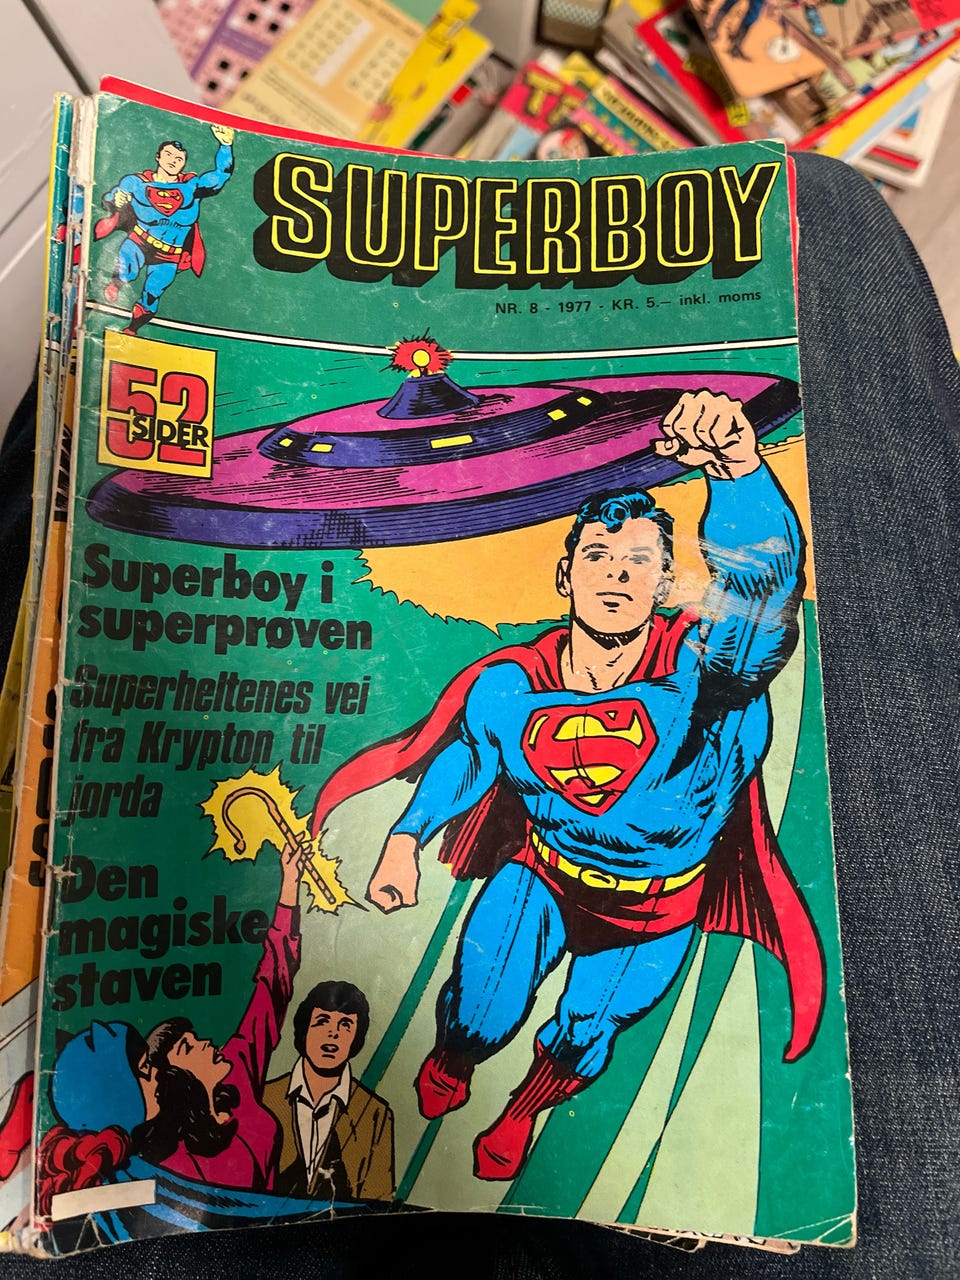 SUPERBOY
NR. 8 - 1977 - KR. 5.— inkl. moms
52
SIDER
Superboy i
superprøven
Superheltenes vei
fra Krypton til
jorda
Den
magiske
staven